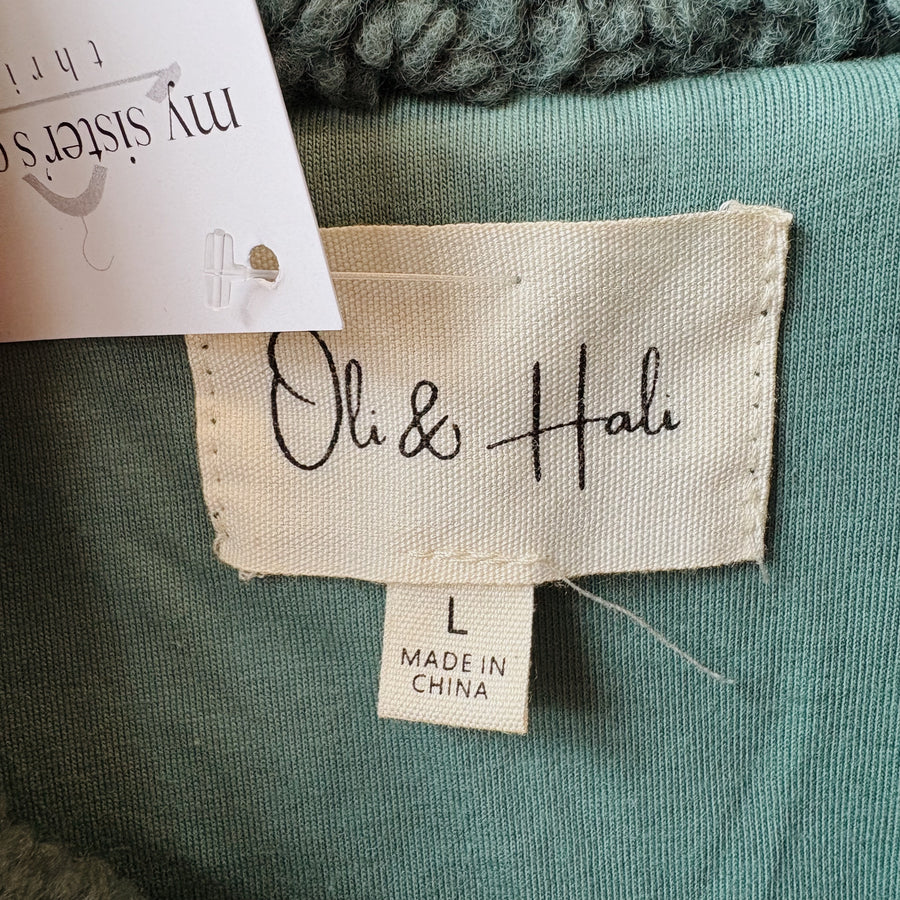 my sister's
Oli & Hali
L
MADE IN
CHINA